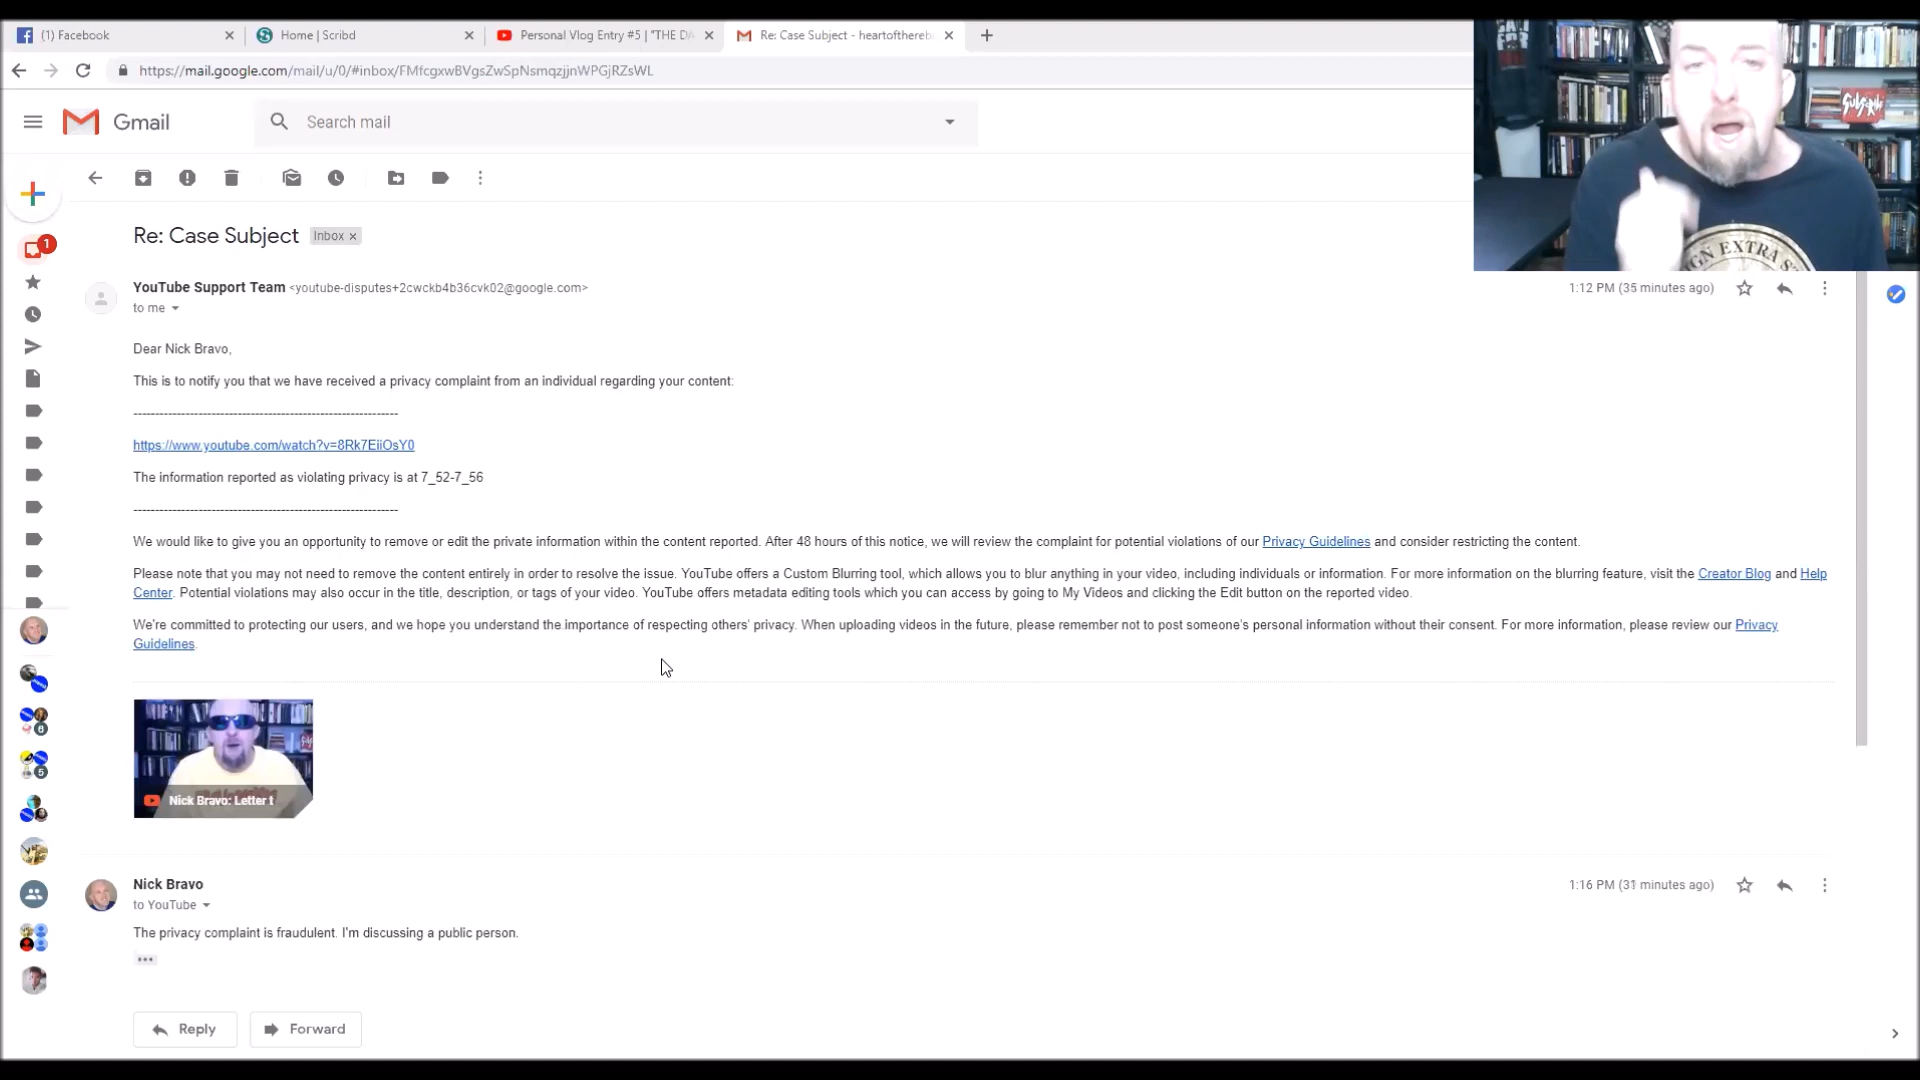 (1) Facebook
Home | Scribd
Personal Vlog Entry #5 | "THE DA
Re: Case Subject - heartofthereb
https://mail.google.com/mail/u/0/#inbox/FMfcgxwBVgsZwSpNsmqzjjnWPGjRZsWL
Gmail
Search mail
SUBSCRIBE
IGN EXTRA S
Re: Case Subject
Inbox x
1
YouTube Support Team <youtube-disputes+2cwckb4b36cvk02@google.com>
1:12 PM (35 minutes ago)
to me
Dear Nick Bravo,
This is to notify you that we have received a privacy complaint from an individual regarding your content:
---------------------------------------------------------------
https://www.youtube.com/watch?v=8Rk7EiiOsY0
The information reported as violating privacy is at 7_52-7_56
---------------------------------------------------------------
We would like to give you an opportunity to remove or edit the private information within the content reported. After 48 hours of this notice, we will review the complaint for potential violations of our Privacy Guidelines and consider restricting the content.
Please note that you may not need to remove the content entirely in order to resolve the issue. YouTube offers a Custom Blurring tool, which allows you to blur anything in your video, including individuals or information. For more information on the blurring feature, visit the Creator Blog and Help
Center. Potential violations may also occur in the title, description, or tags of your video. YouTube offers metadata editing tools which you can access by going to My Videos and clicking the Edit button on the reported video.
We're committed to protecting our users, and we hope you understand the importance of respecting others' privacy. When uploading videos in the future, please remember not to post someone's personal information without their consent. For more information, please review our Privacy
Guidelines.
Nick Bravo: Letter t
6
5
Nick Bravo
1:16 PM (31 minutes ago)
to YouTube
The privacy complaint is fraudulent. I'm discussing a public person.
Reply
Forward